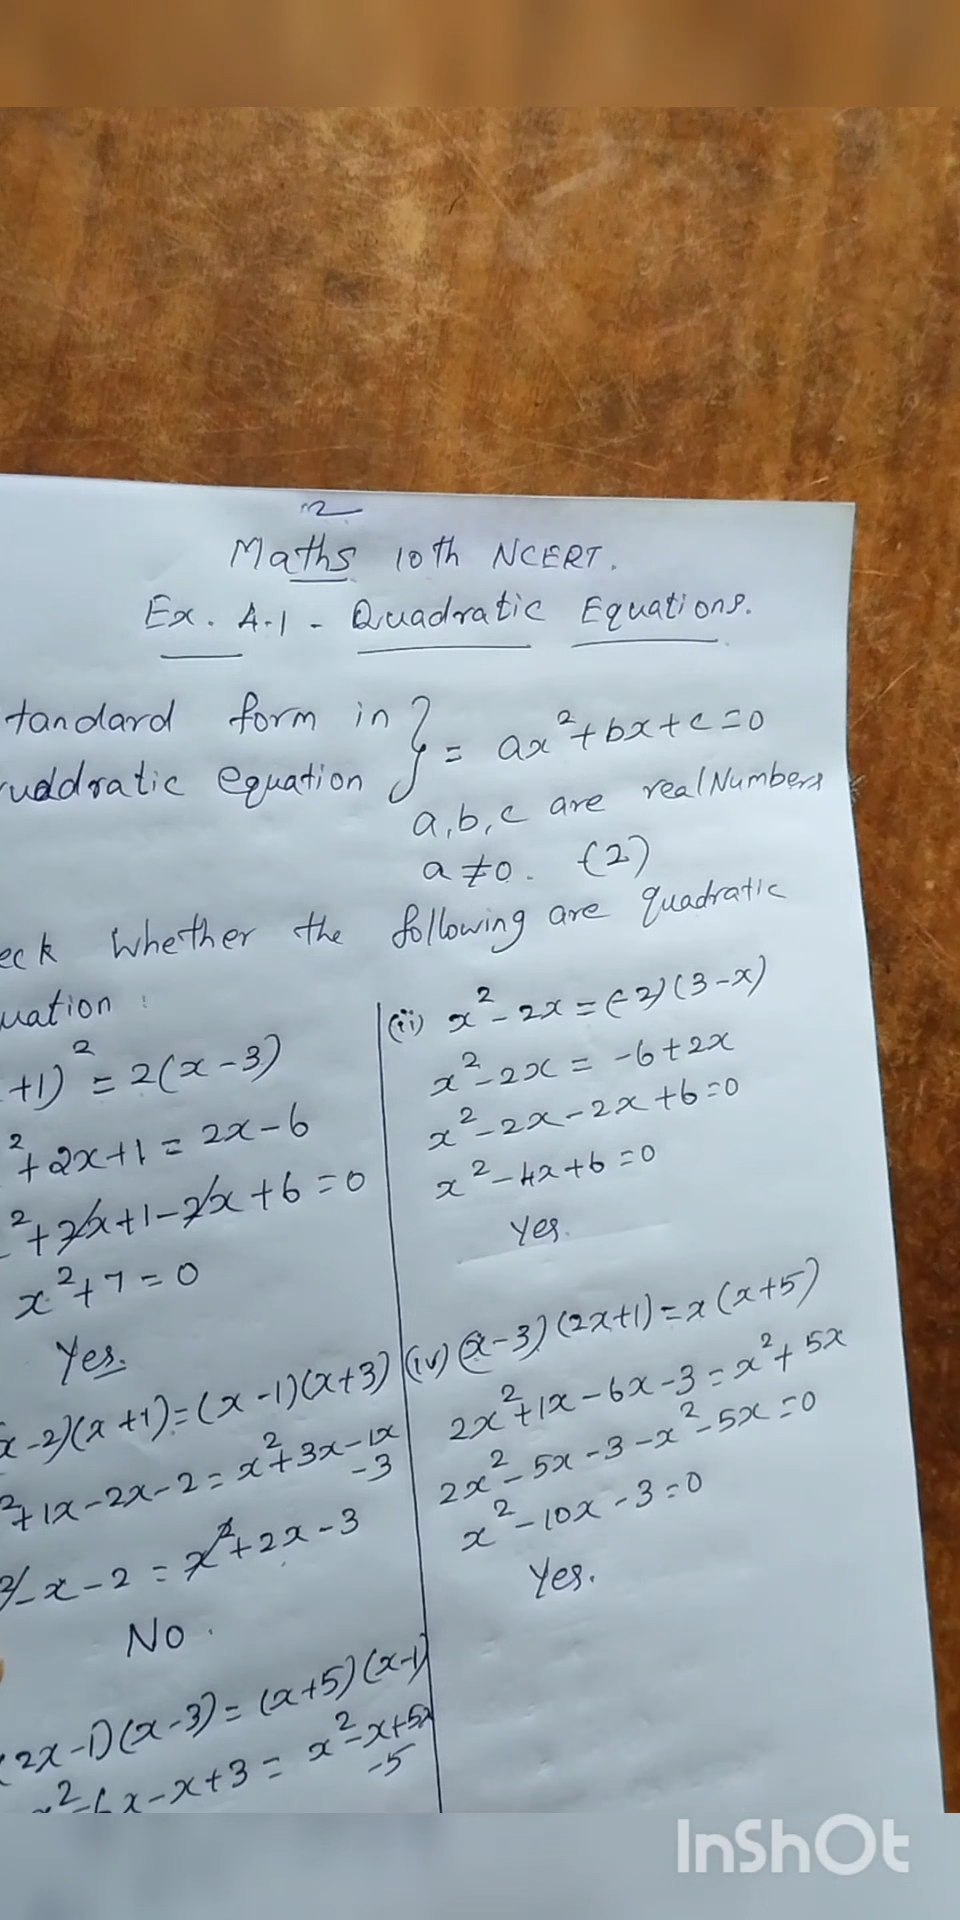 2
Maths 10th NCERT.
Ex. 4.1 - Quadratic Equations.
tandard form in } = ax²+bx+c=0
uadratic equation
a,b,c are real Numbers
a≠0. (2)
eck whether the following are quadratic
uation :
+1)² = 2(x-3)
²+2x+1 = 2x-6
²+2x+1-2x+6=0
x²+7=0
Yes.
(ii) x²-2x=(-2)(3-x)
x²-2x = -6+2x
x²-2x-2x+6=0
x²-4x+6=0
Yes.
x-2)(x+1)=(x-1)(x+3)
²+1x-2x-2=x²+3x-1x
-3
²-x-2=x²+2x-3
No.
(iv) (x-3)(2x+1)=x(x+5)
2x²+1x-6x-3=x²+5x
2x²-5x-3-x²-5x=0
x²-10x-3=0
Yes.
(2x-1)(x-3)=(x+5)(x-1)
x²-6x-x+3=x²-x+5x
-5
InShOt